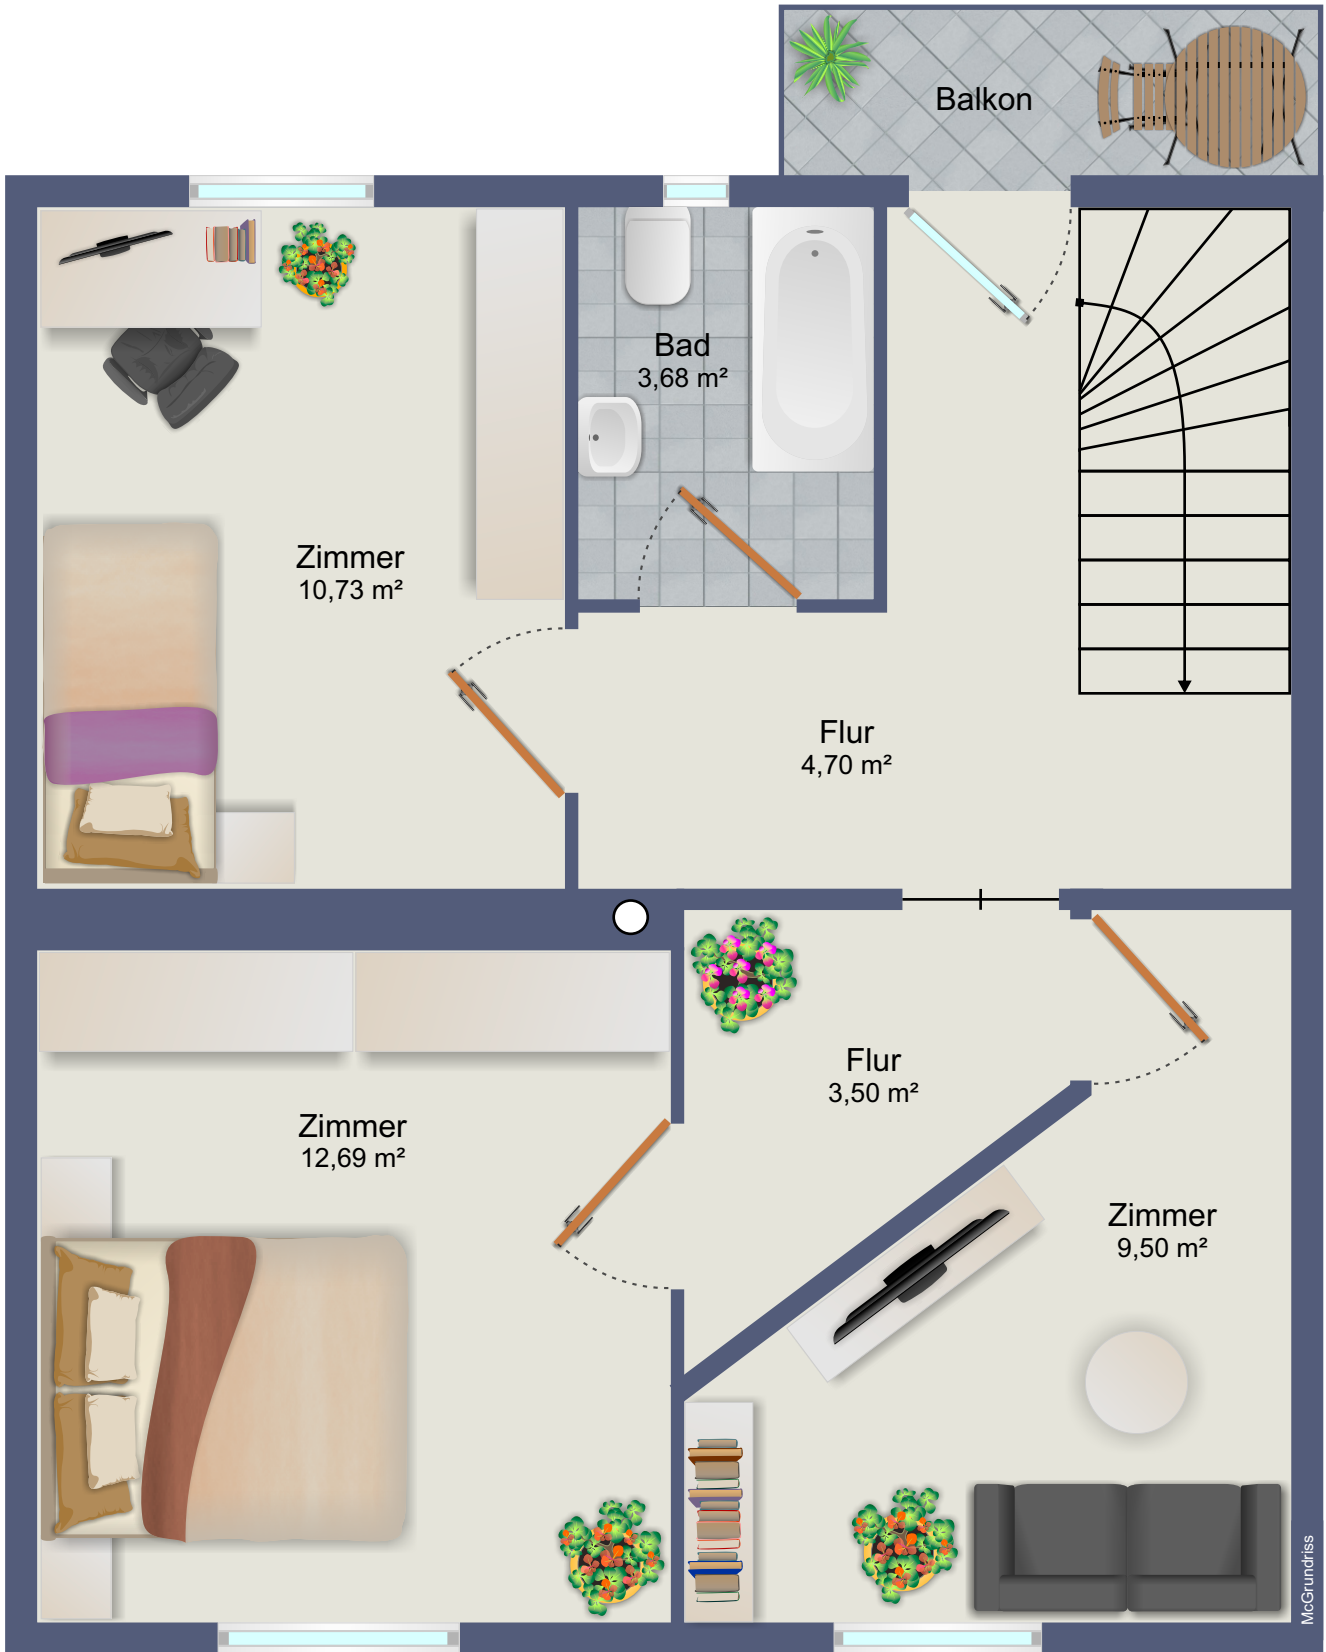 Balkon
Bad
3,68 m²
Zimmer
10,73 m²
Flur
4,70 m²
Flur
3,50 m²
Zimmer
12,69 m²
Zimmer
9,50 m²
McGrundriss